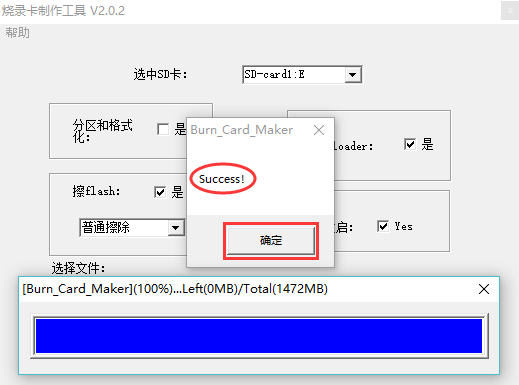 烧录卡制作工具 V2.0.2
帮助
选中SD卡:
SD-card1:E
分区和格式
化:
是
loader:
是
Burn_Card_Maker
Success!
确定
擦flash:
是
普通擦除
启:
Yes
选择文件:
[Burn_Card_Maker](100%)...Left(0MB)/Total(1472MB)